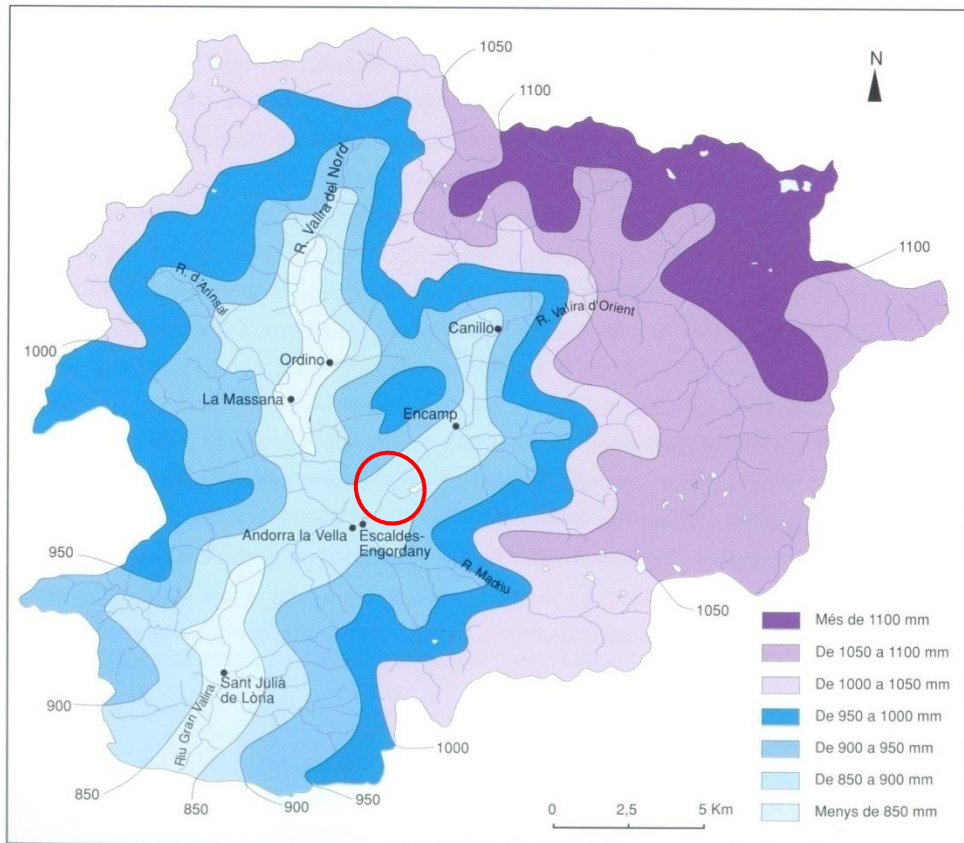 1050
1100
N
R. Valira del Nord
1100
R. d'Arinsal
R. Valira d'Orient
Canillo
1000
Ordino
La Massana
Encamp
Andorra la Vella
Escaldes-
Engordany
950
R. Madriu
1050
Més de 1100 mm
De 1050 a 1100 mm
De 1000 a 1050 mm
De 950 a 1000 mm
De 900 a 950 mm
De 850 a 900 mm
Menys de 850 mm
Sant Julià
de Lòria
900
Riu Gran Valira
1000
850
850
900
950
0 2,5 5 Km